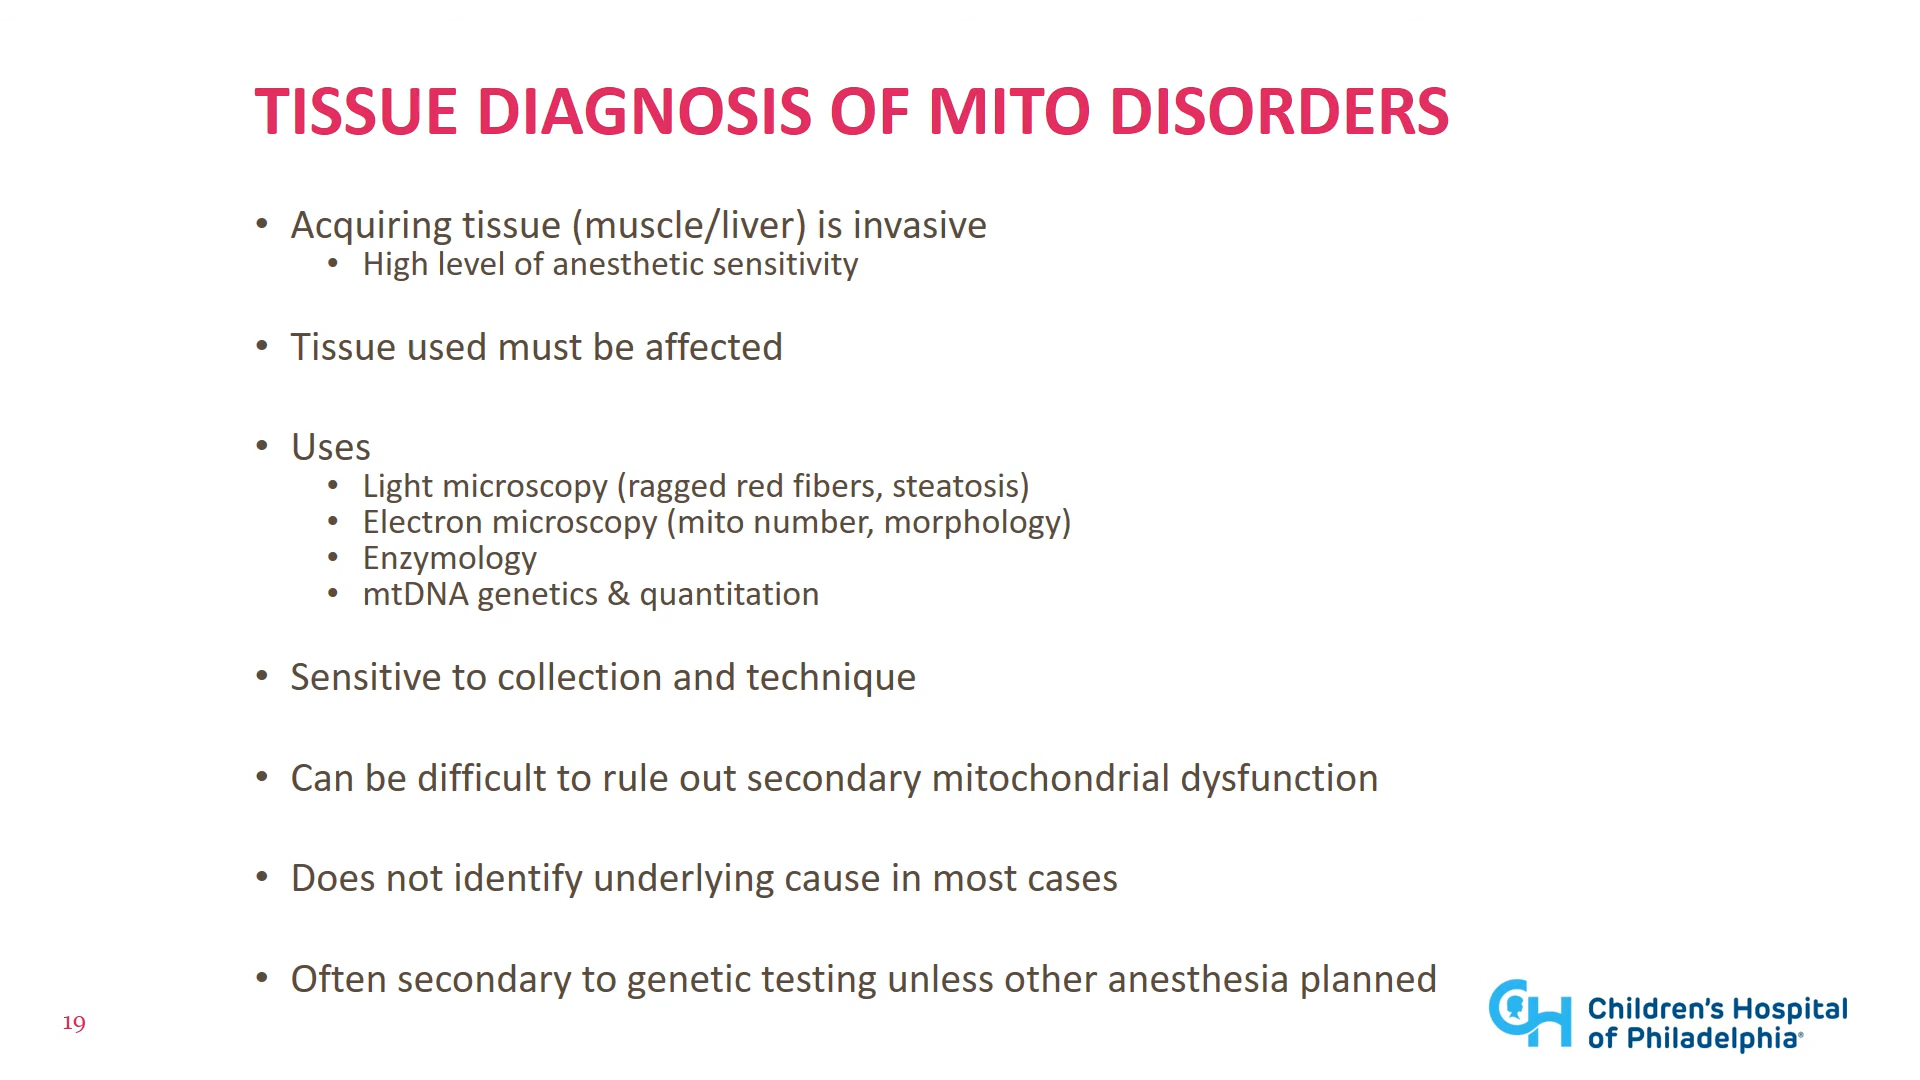 TISSUE DIAGNOSIS OF MITO DISORDERS
• Acquiring tissue (muscle/liver) is invasive
• High level of anesthetic sensitivity
• Tissue used must be affected
• Uses
• Light microscopy (ragged red fibers, steatosis)
• Electron microscopy (mito number, morphology)
• Enzymology
• mtDNA genetics & quantitation
• Sensitive to collection and technique
• Can be difficult to rule out secondary mitochondrial dysfunction
• Does not identify underlying cause in most cases
• Often secondary to genetic testing unless other anesthesia planned
19
CH Children's Hospital
of Philadelphia®